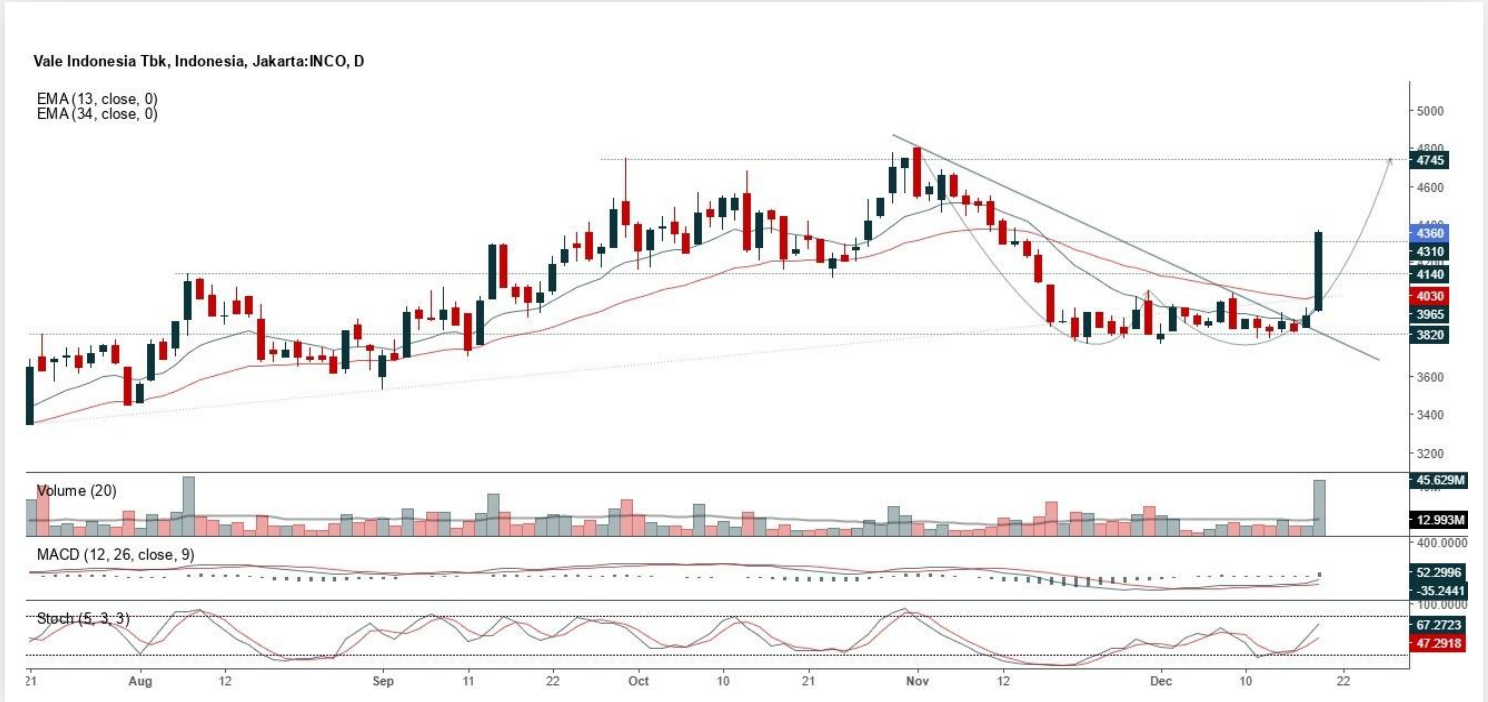 Vale Indonesia Tbk, Indonesia, Jakarta:INCO, D
EMA (13, close, 0)
EMA (34, close, 0)
5000
4800
4745
4600
4400
4360
4310
4200
4140
4030
3965
3820
3600
3400
3200
Volume (20)
45.629M
12.993M
MACD (12, 26, close, 9)
400.0000
52.2996
-35.2441
Stoch (5, 3, 3)
100.0000
67.2723
47.2918
21
Aug
12
Sep
11
22
Oct
10
21
Nov
12
Dec
10
22